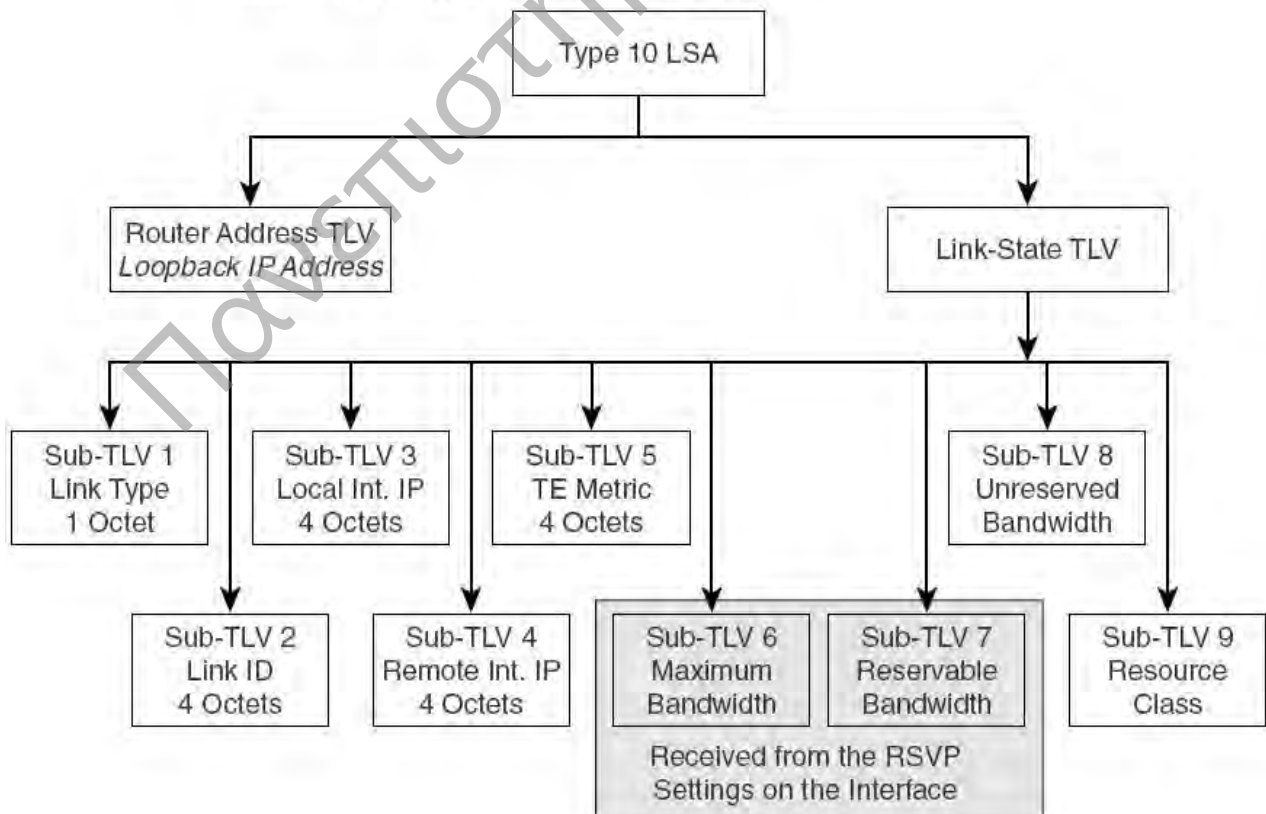 Type 10 LSA
Router Address TLV
Loopback IP Address
Link-State TLV
Sub-TLV 1
Link Type
1 Octet
Sub-TLV 3
Local Int. IP
4 Octets
Sub-TLV 5
TE Metric
4 Octets
Sub-TLV 8
Unreserved
Bandwidth
Sub-TLV 2
Link ID
4 Octets
Sub-TLV 4
Remote Int. IP
4 Octets
Sub-TLV 6
Maximum
Bandwidth
Sub-TLV 7
Reservable
Bandwidth
Sub-TLV 9
Resource
Class
Received from the RSVP
Settings on the Interface